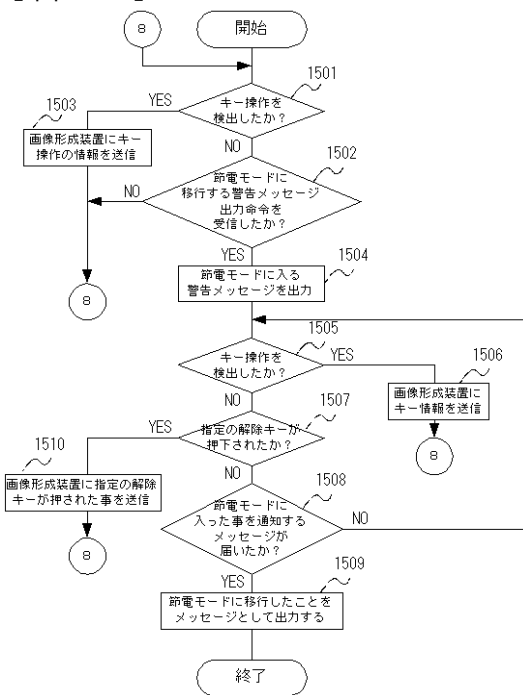 8
開始
1501
キー操作を
検出したか？
YES
1503
画像形成装置にキー
操作の情報を送信
NO
1502
節電モードに
移行する警告メッセージ
出力命令を
受信したか？
NO
YES
8
1504
節電モードに入る
警告メッセージを出力
1505
キー操作を
検出したか？
YES
1506
画像形成装置に
キー情報を送信
8
NO
1507
指定の解除キーが
押下されたか？
YES
1510
画像形成装置に指定の解除
キーが押された事を送信
8
NO
1508
節電モードに
入った事を通知する
メッセージが
届いたか？
NO
YES
1509
節電モードに移行したことを
メッセージとして出力する
終了